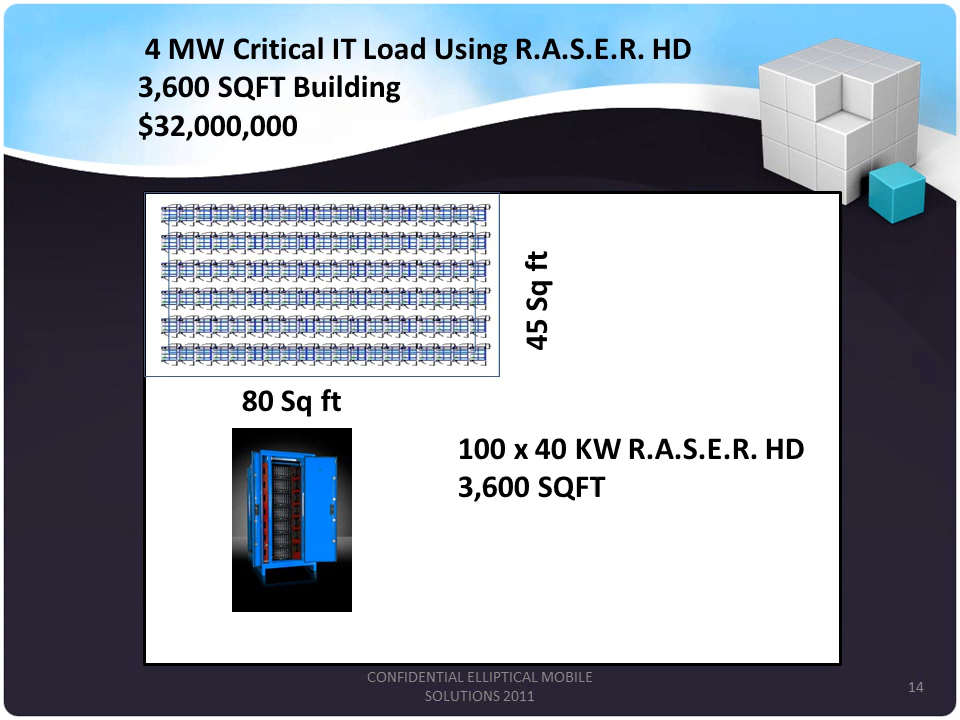 4 MW Critical IT Load Using R.A.S.E.R. HD
3,600 SQFT Building
$32,000,000
45 Sq ft
80 Sq ft
100 x 40 KW R.A.S.E.R. HD
3,600 SQFT
CONFIDENTIAL ELLIPTICAL MOBILE
SOLUTIONS 2011
14